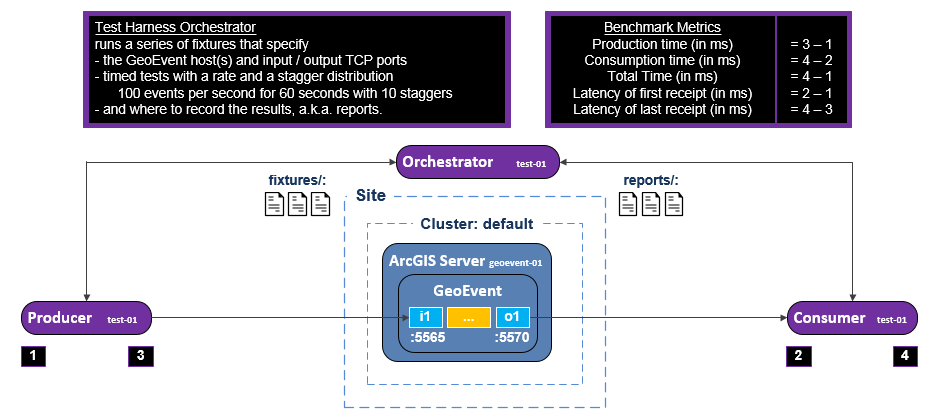 Test Harness Orchestrator
runs a series of fixtures that specify
- the GeoEvent host(s) and input / output TCP ports
- timed tests with a rate and a stagger distribution
100 events per second for 60 seconds with 10 staggers
- and where to record the results, a.k.a. reports.
Benchmark Metrics
Production time (in ms) = 3 – 1
Consumption time (in ms) = 4 – 2
Total Time (in ms) = 4 – 1
Latency of first receipt (in ms) = 2 – 1
Latency of last receipt (in ms) = 4 – 3
Orchestrator test-01
fixtures/:
reports/:
Site
Cluster: default
ArcGIS Server geoevent-01
GeoEvent
Producer test-01
i1 ... o1
Consumer test-01
:5565 :5570
1 3 2 4